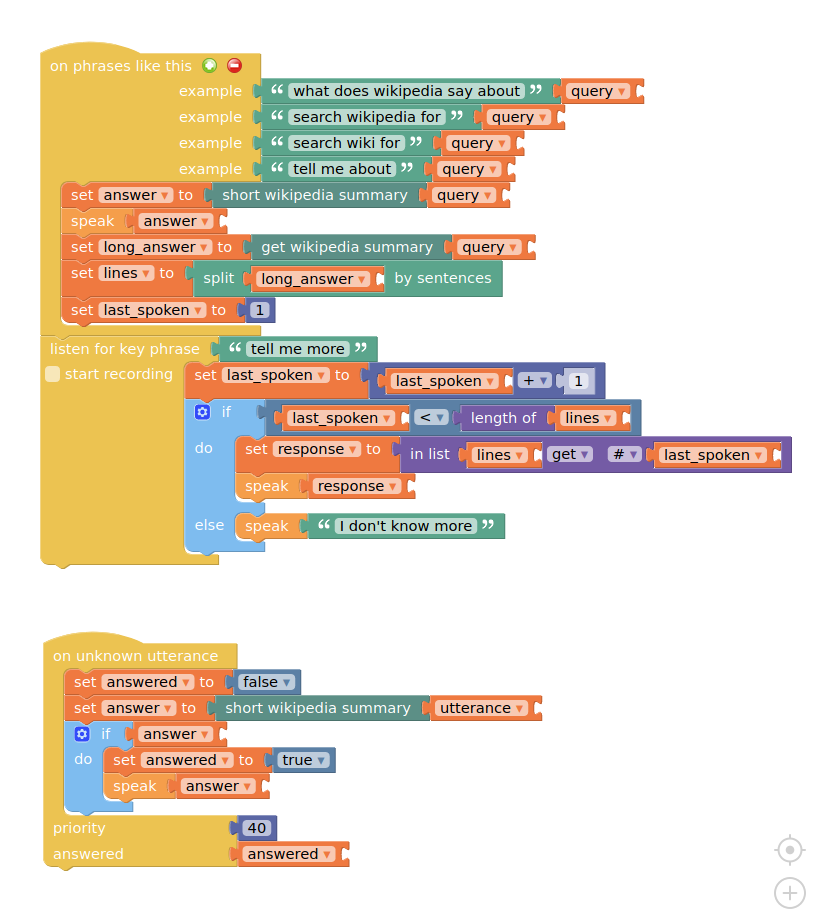 on phrases like this
example “ what does wikipedia say about ” query
example “ search wikipedia for ” query
example “ search wiki for ” query
example “ tell me about ” query
set answer to short wikipedia summary query
speak answer
set long_answer to get wikipedia summary query
set lines to split long_answer by sentences
set last_spoken to 1
listen for key phrase “ tell me more ”
start recording set last_spoken to last_spoken + 1
if last_spoken < length of lines
do set response to in list lines get # last_spoken
speak response
else speak “ I don't know more ”
on unknown utterance
set answered to false
set answer to short wikipedia summary utterance
if answer
do set answered to true
speak answer
priority 40
answered answered